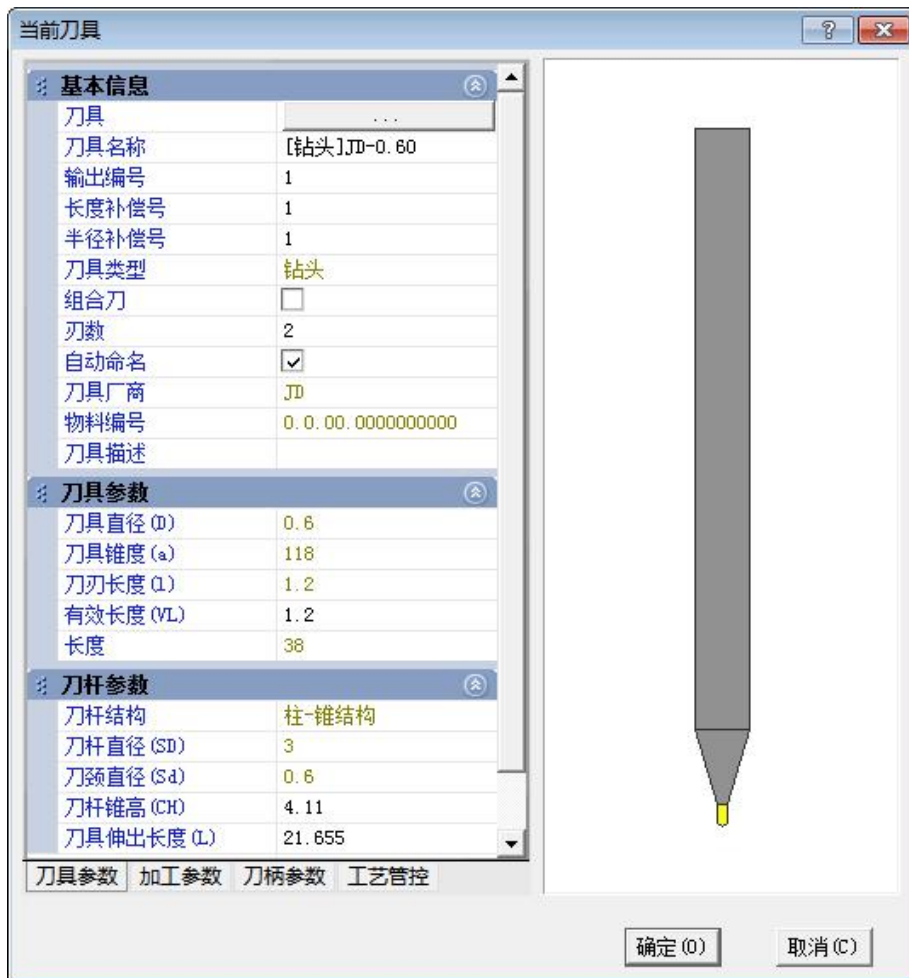 当前刀具
基本信息
刀具 ...
刀具名称 [钻头]JD-0.60
输出编号 1
长度补偿号 1
半径补偿号 1
刀具类型 钻头
组合刀
刃数 2
自动命名
刀具厂商 JD
物料编号 0.0.00.0000000000
刀具描述
刀具参数
刀具直径(D) 0.6
刀具锥度(a) 118
刀刃长度(l) 1.2
有效长度(VL) 1.2
长度 38
刀杆参数
刀杆结构 柱-锥结构
刀杆直径(SD) 3
刀颈直径(Sd) 0.6
刀杆锥高(CH) 4.11
刀具伸出长度(L) 21.655
刀具参数 加工参数 刀柄参数 工艺管控
确定(O) 取消(C)